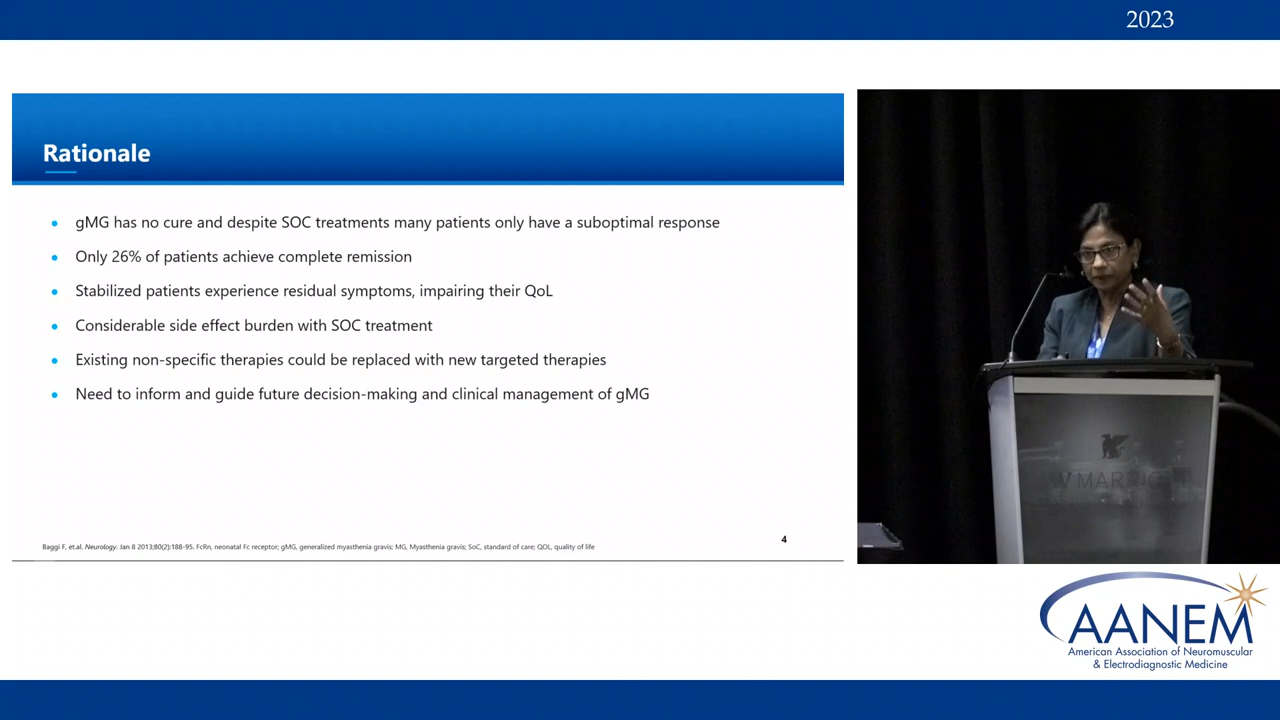 2023
Rationale
gMG has no cure and despite SOC treatments many patients only have a suboptimal response
Only 26% of patients achieve complete remission
Stabilized patients experience residual symptoms, impairing their QoL
Considerable side effect burden with SOC treatment
Existing non-specific therapies could be replaced with new targeted therapies
Need to inform and guide future decision-making and clinical management of gMG
4
Baggi F, et.al. Neurology. Jan 8 2013;80(2):188-95. FcRn, neonatal Fc receptor; gMG, generalized myasthenia gravis; MG, Myasthenia gravis; SoC, standard of care; QOL, quality of life
JW MARRIOTT
AANEM
American Association of Neuromuscular
& Electrodiagnostic Medicine